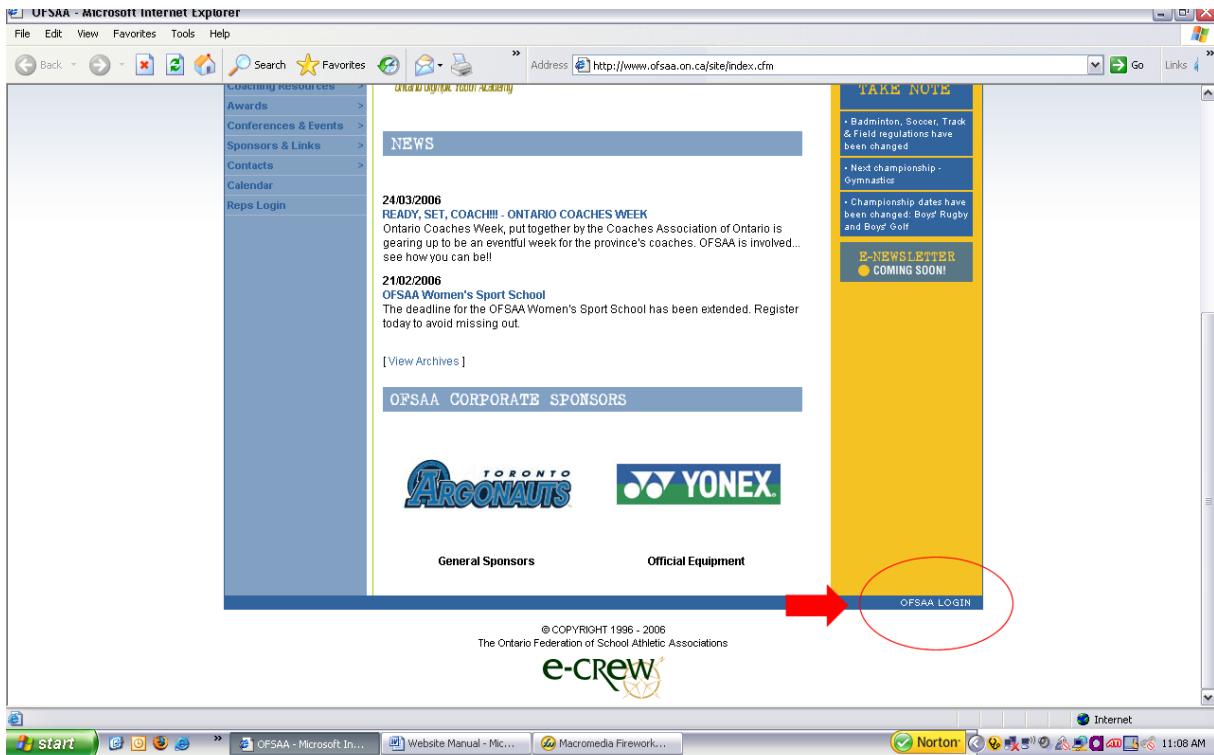 OFSAA - Microsoft Internet Explorer
File Edit View Favorites Tools Help
Back Search Favorites » Address http://www.ofsaa.on.ca/site/index.cfm Go Links »
Coaching Resources >
Awards >
Conferences & Events >
Sponsors & Links >
Contacts >
Calendar
Reps Login
Ontario Olympic Youth Academy
NEWS
24/03/2006
READY, SET, COACH!!! - ONTARIO COACHES WEEK
Ontario Coaches Week, put together by the Coaches Association of Ontario is
gearing up to be an eventful week for the province's coaches. OFSAA is involved...
see how you can be!!
21/02/2006
OFSAA Women's Sport School
The deadline for the OFSAA Women's Sport School has been extended. Register
today to avoid missing out.
[ View Archives ]
OFSAA CORPORATE SPONSORS
TORONTO
ARGONAUTS
YONEX
General Sponsors
Official Equipment
TAKE NOTE
• Badminton, Soccer, Track
& Field regulations have
been changed
• Next championship -
Gymnastics
• Championship dates have
been changed: Boys' Rugby
and Boys' Golf
E-NEWSLETTER
COMING SOON!
OFSAA LOGIN
© COPYRIGHT 1996 - 2006
The Ontario Federation of School Athletic Associations
e-CReW
Internet
start » OFSAA - Microsoft In... Website Manual - Mic... Macromedia Firework... Norton 11:08 AM